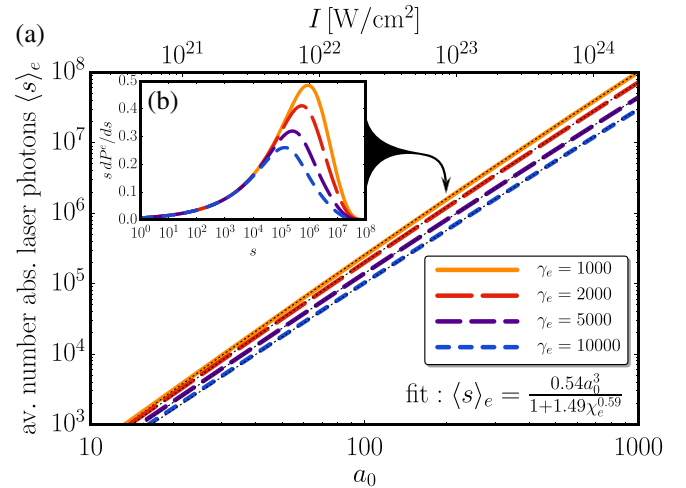 I [W/cm²]
(a)
10²¹ 10²² 10²³ 10²⁴
av. number abs. laser photons ⟨s⟩ₑ
10⁸
10⁷
10⁶
10⁵
10⁴
10³
(b)
s dPᵉ/ds
0.5
0.4
0.3
0.2
0.1
0.0
10⁰ 10¹ 10² 10³ 10⁴ 10⁵ 10⁶ 10⁷ 10⁸
s
γₑ = 1000
γₑ = 2000
γₑ = 5000
γₑ = 10000
fit : ⟨s⟩ₑ = 0.54a₀³ / 1+1.49χₑ^0.59
10 100 1000
a₀